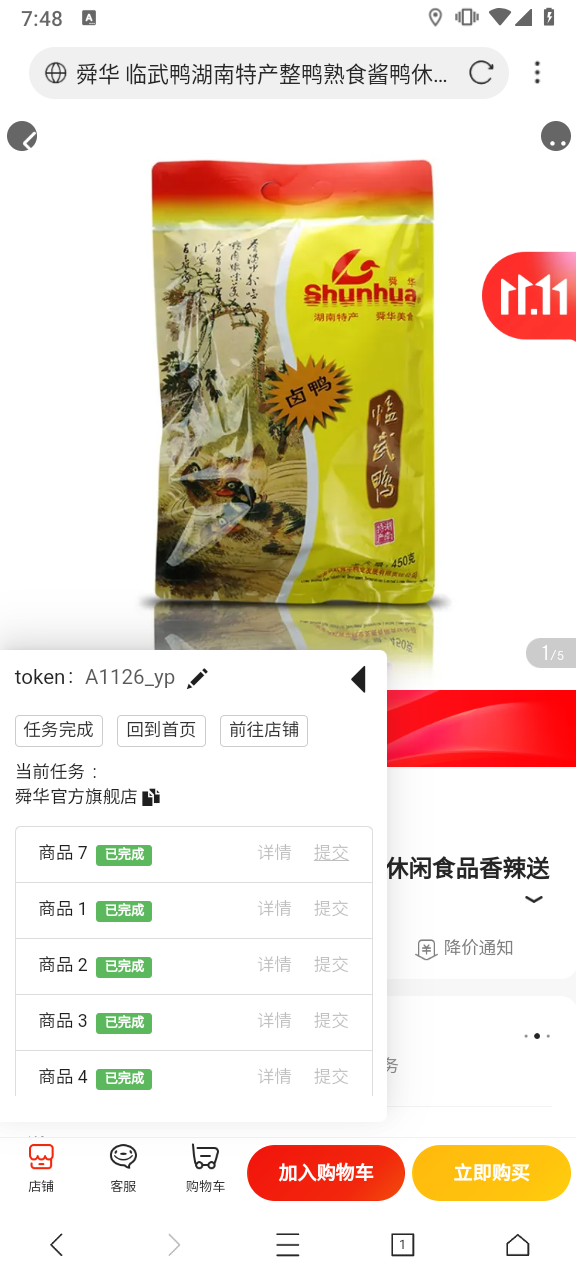 7:48
A
舜华 临武鸭湖南特产整鸭熟食酱鸭休...
舜 华
Shunhua
湖南特产 舜华美食
11.11
卤鸭
临武鸭
450克
1/5
token: A1126_yp
任务完成 回到首页 前往店铺
当前任务：
舜华官方旗舰店
商品 7 已完成 详情 提交
休闲食品香辣送
商品 1 已完成 详情 提交
降价通知
商品 2 已完成 详情 提交
商品 3 已完成 详情 提交
务
商品 4 已完成 详情 提交
店铺 客服 购物车 加入购物车 立即购买
1